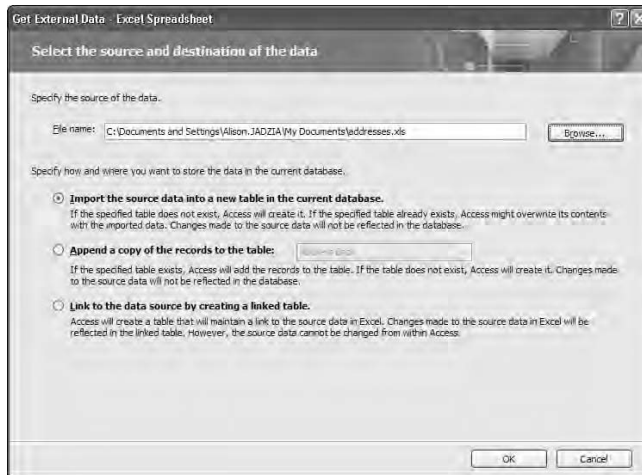 Get External Data - Excel Spreadsheet
Select the source and destination of the data
Specify the source of the data.
File name: C:\Documents and Settings\Alison.JADZIA\My Documents\addresses.xls Browse...
Specify how and where you want to store the data in the current database.
Import the source data into a new table in the current database.
If the specified table does not exist, Access will create it. If the specified table already exists, Access might overwrite its contents
with the imported data. Changes made to the source data will not be reflected in the database.
Append a copy of the records to the table:
If the specified table exists, Access will add the records to the table. If the table does not exist, Access will create it. Changes made
to the source data will not be reflected in the database.
Link to the data source by creating a linked table.
Access will create a table that will maintain a link to the source data in Excel. Changes made to the source data in Excel will be
reflected in the linked table. However, the source data cannot be changed from within Access.
OK Cancel